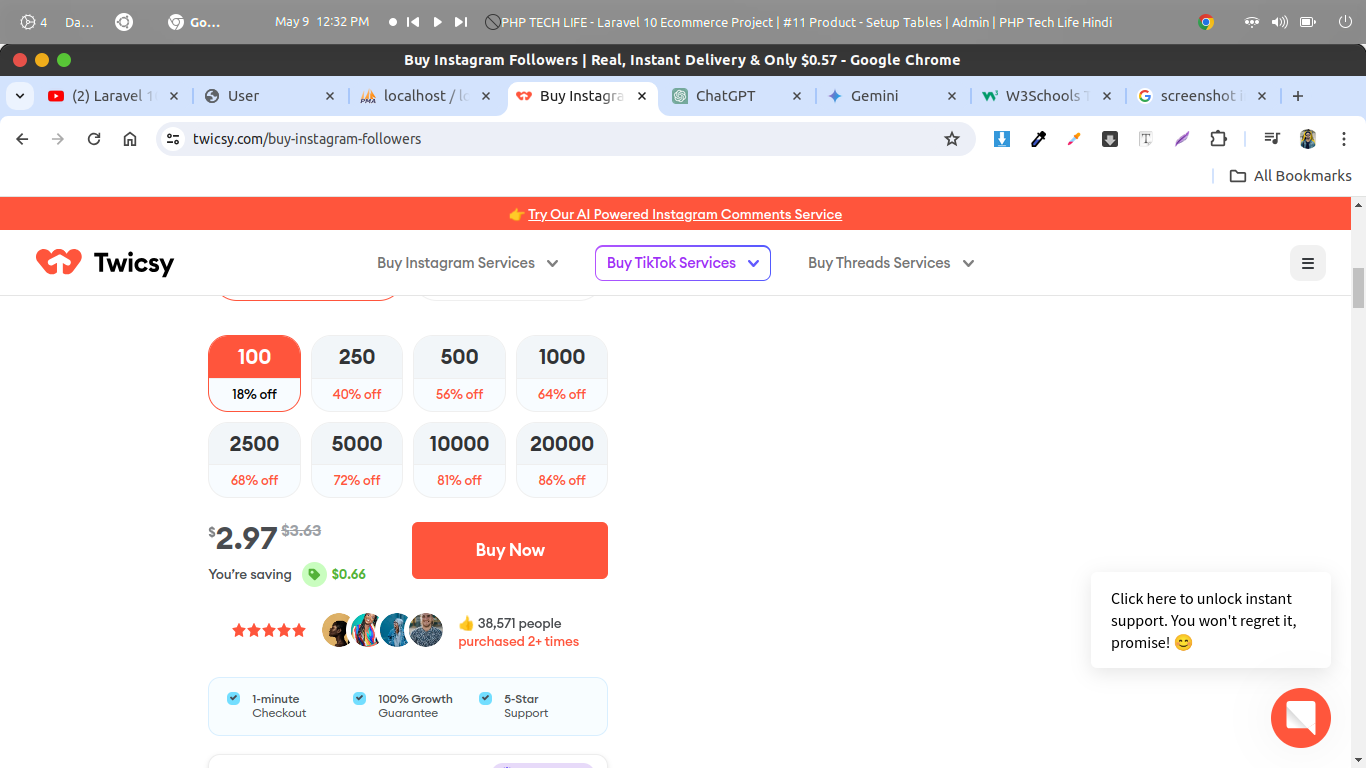 4 Da... Go... May 9 12:32 PM PHP TECH LIFE - Laravel 10 Ecommerce Project | #11 Product - Setup Tables | Admin | PHP Tech Life Hindi
Buy Instagram Followers | Real, Instant Delivery & Only $0.57 - Google Chrome
(2) Laravel 1 User localhost / lo Buy Instagra ChatGPT Gemini W3Schools T screenshot i
twicsy.com/buy-instagram-followers
All Bookmarks
👉 Try Our AI Powered Instagram Comments Service
Twicsy Buy Instagram Services Buy TikTok Services Buy Threads Services
100 250 500 1000
18% off 40% off 56% off 64% off
2500 5000 10000 20000
68% off 72% off 81% off 86% off
$2.97 $3.63
Buy Now
You're saving $0.66
👍 38,571 people
purchased 2+ times
1-minute 100% Growth 5-Star
Checkout Guarantee Support
Click here to unlock instant
support. You won't regret it,
promise! 😊